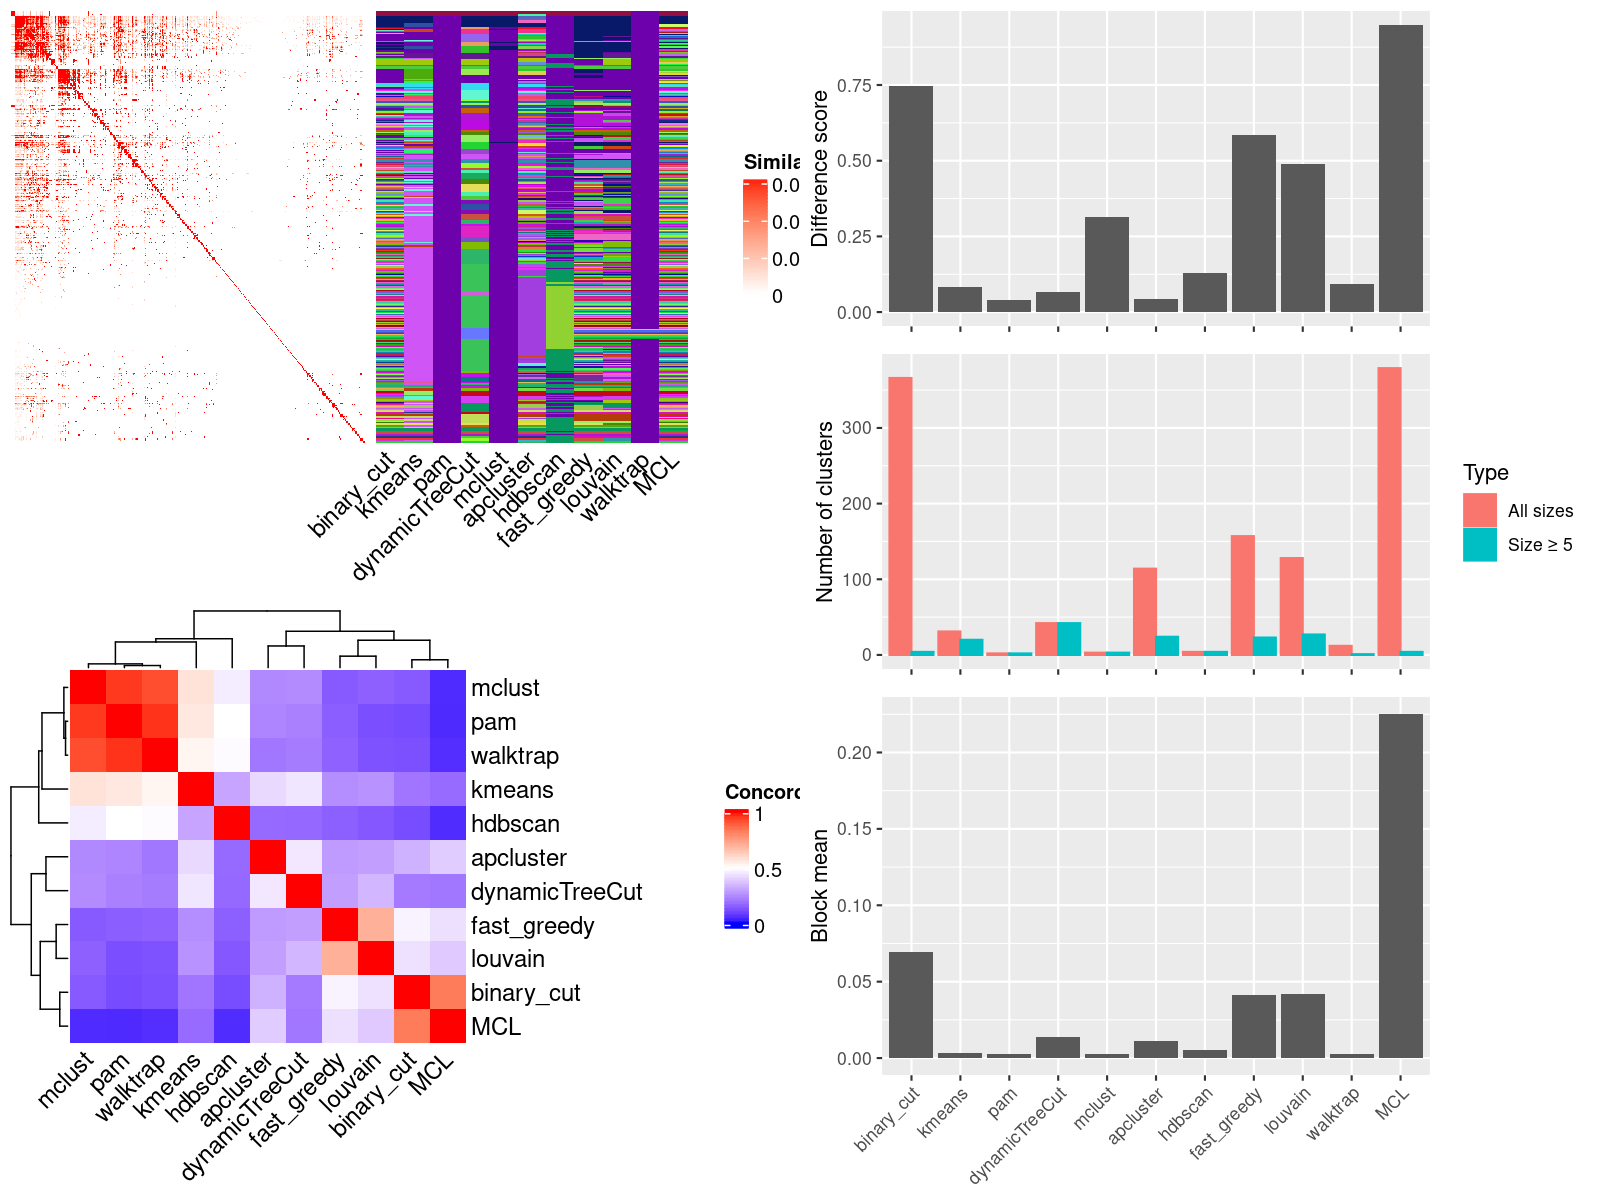 Simila
0.0
0.0
0.0
0
binary_cut
kmeans
pam
dynamicTreeCut
mclust
apcluster
hdbscan
fast_greedy
louvain
walktrap
MCL
mclust
pam
walktrap
kmeans
hdbscan
apcluster
dynamicTreeCut
fast_greedy
louvain
binary_cut
MCL
mclust
pam
walktrap
kmeans
hdbscan
apcluster
dynamicTreeCut
fast_greedy
louvain
binary_cut
MCL
Concord
1
0.5
0
Difference score
0.75
0.50
0.25
0.00
Number of clusters
300
200
100
0
Type
All sizes
Size ≥ 5
Block mean
0.20
0.15
0.10
0.05
0.00
binary_cut
kmeans
pam
dynamicTreeCut
mclust
apcluster
hdbscan
fast_greedy
louvain
walktrap
MCL